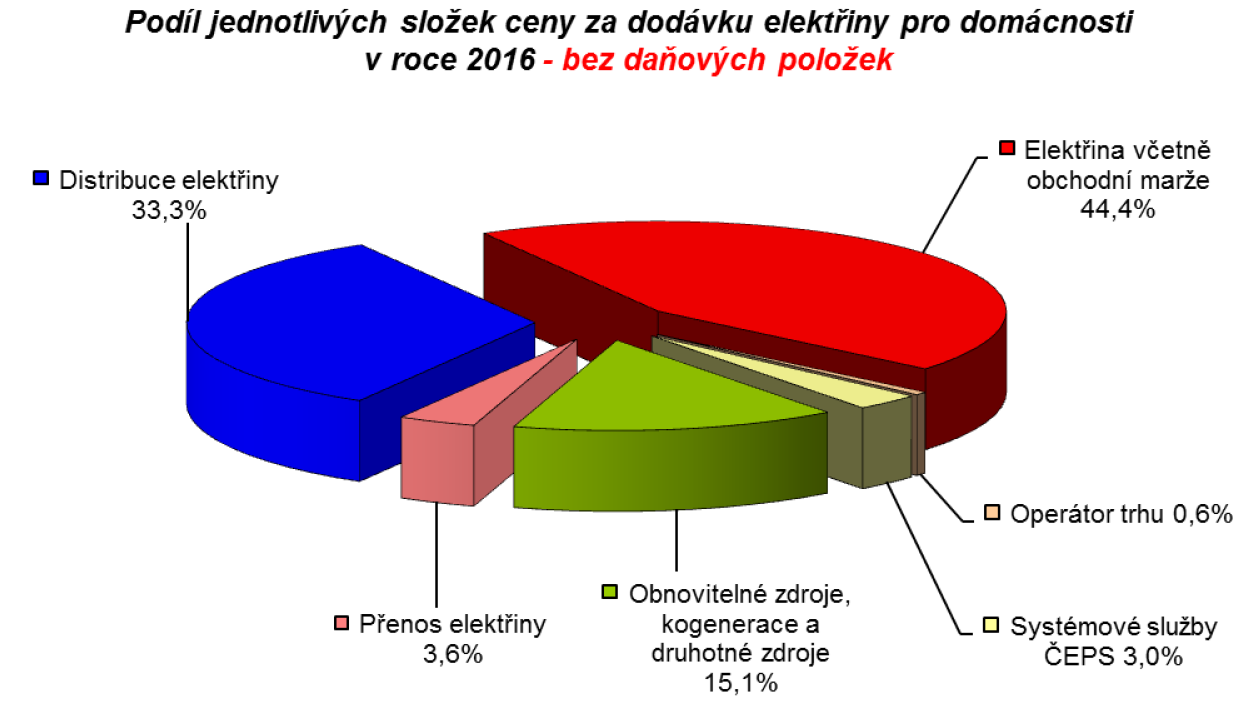 Podíl jednotlivých složek ceny za dodávku elektřiny pro domácnosti
v roce 2016 - bez daňových položek
Distribuce elektřiny
33,3%
Elektřina včetně
obchodní marže
44,4%
Operátor trhu 0,6%
Obnovitelné zdroje,
kogenerace a
druhotné zdroje
15,1%
Přenos elektřiny
3,6%
Systémové služby
ČEPS 3,0%